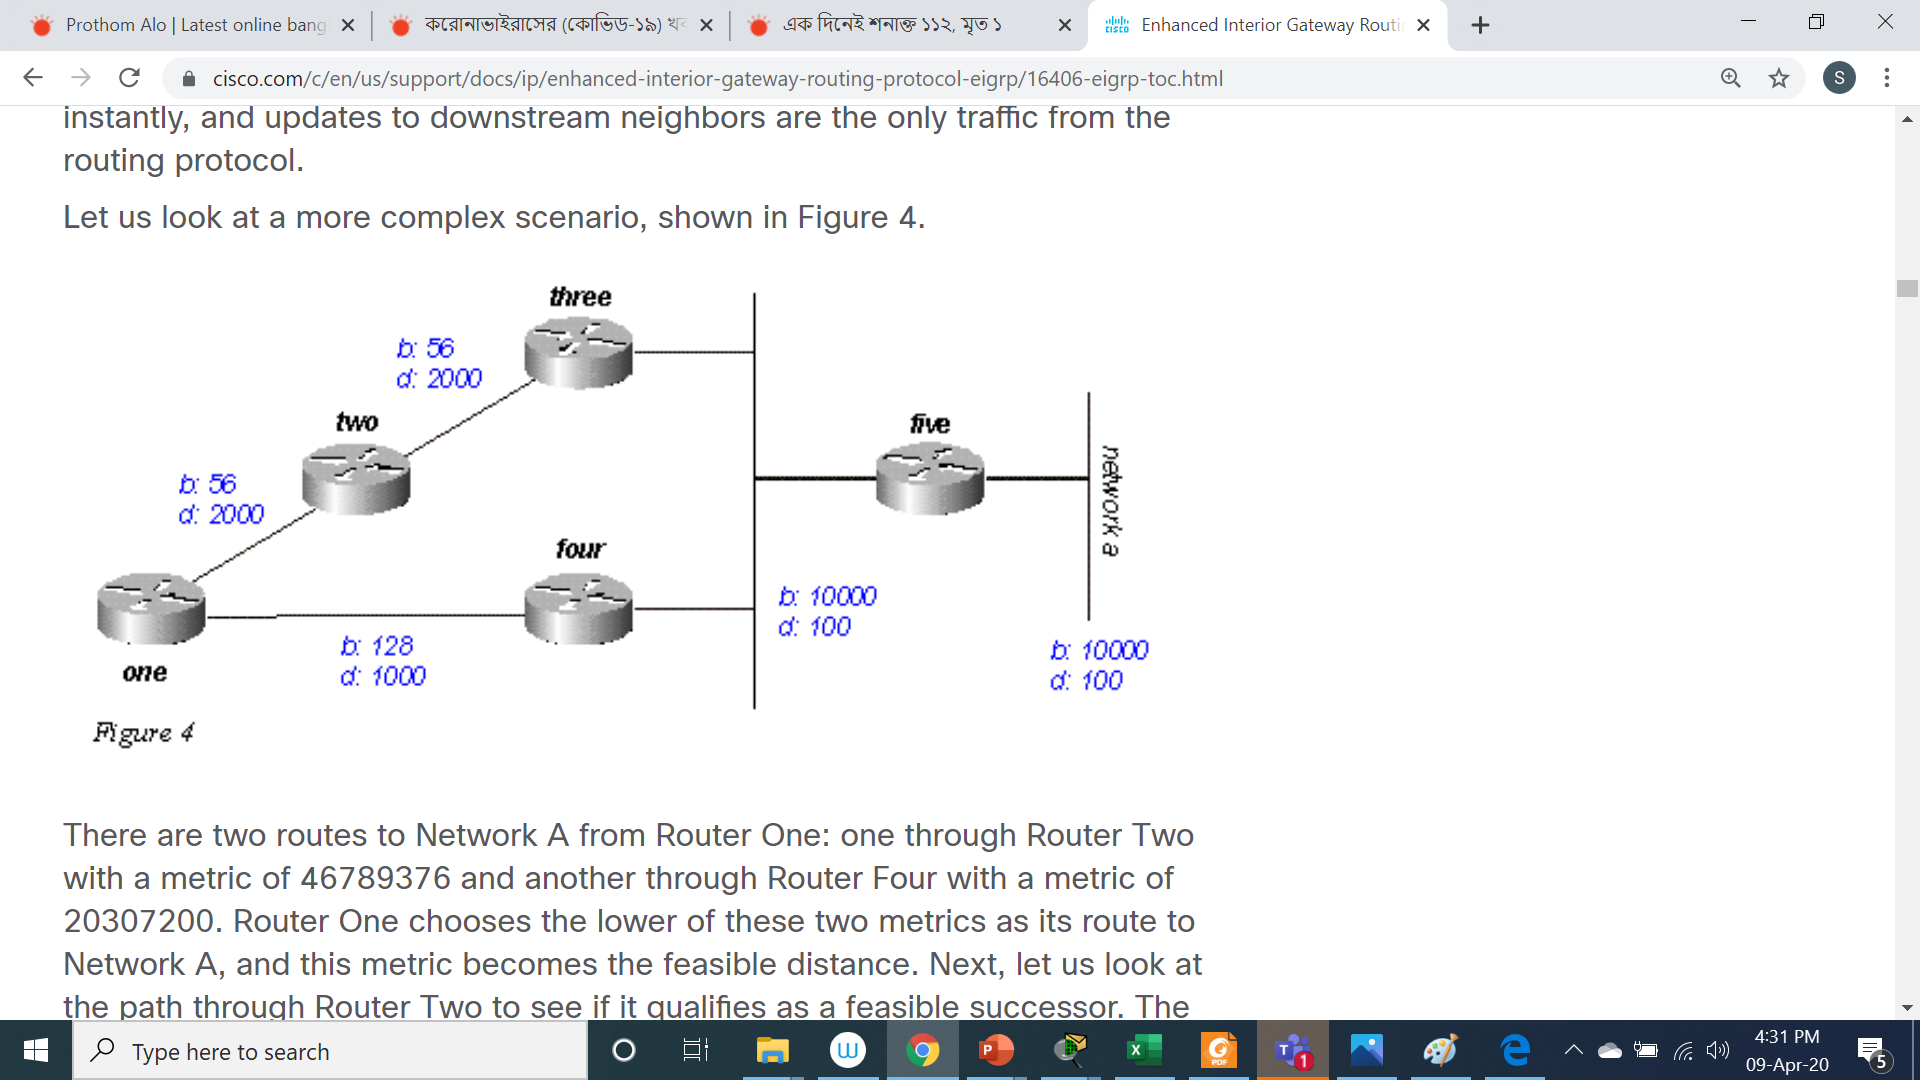 Prothom Alo | Latest online bang
করোনাভাইরাসের (কোভিড-১৯) খব
এক দিনেই শনাক্ত ১১২, মৃত ১
Enhanced Interior Gateway Routi
cisco.com/c/en/us/support/docs/ip/enhanced-interior-gateway-routing-protocol-eigrp/16406-eigrp-toc.html
S
instantly, and updates to downstream neighbors are the only traffic from the
routing protocol.
Let us look at a more complex scenario, shown in Figure 4.
three
b: 56
d: 2000
two
five
b: 56
d: 2000
network a
four
b: 10000
d: 100
b: 128
d: 1000
b: 10000
d: 100
one
Figure 4
There are two routes to Network A from Router One: one through Router Two
with a metric of 46789376 and another through Router Four with a metric of
20307200. Router One chooses the lower of these two metrics as its route to
Network A, and this metric becomes the feasible distance. Next, let us look at
the path through Router Two to see if it qualifies as a feasible successor. The
Type here to search
4:31 PM
09-Apr-20
5